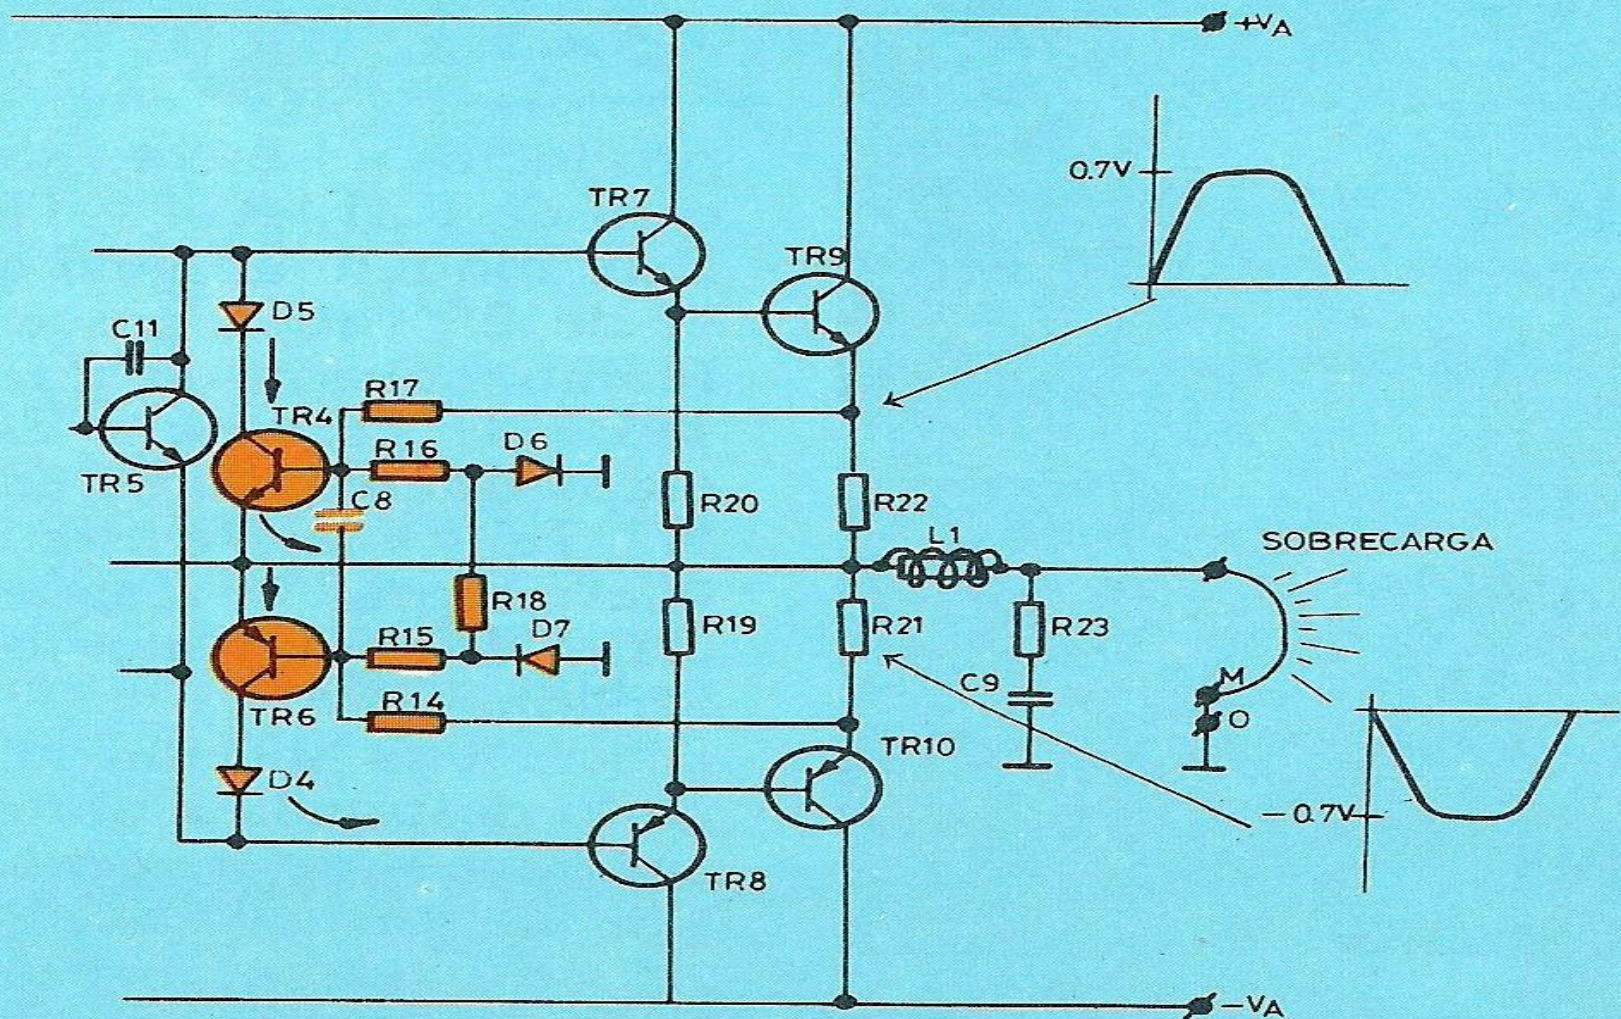 +VA
0.7V
TR7
TR9
D5
C11
R17
TR4
R16
D6
TR5
C8
R20
R22
L1
SOBRECARGA
R18
D7
R15
R19
R21
R23
R14
C9
M
O
TR6
TR10
D4
-0.7V
TR8
-VA